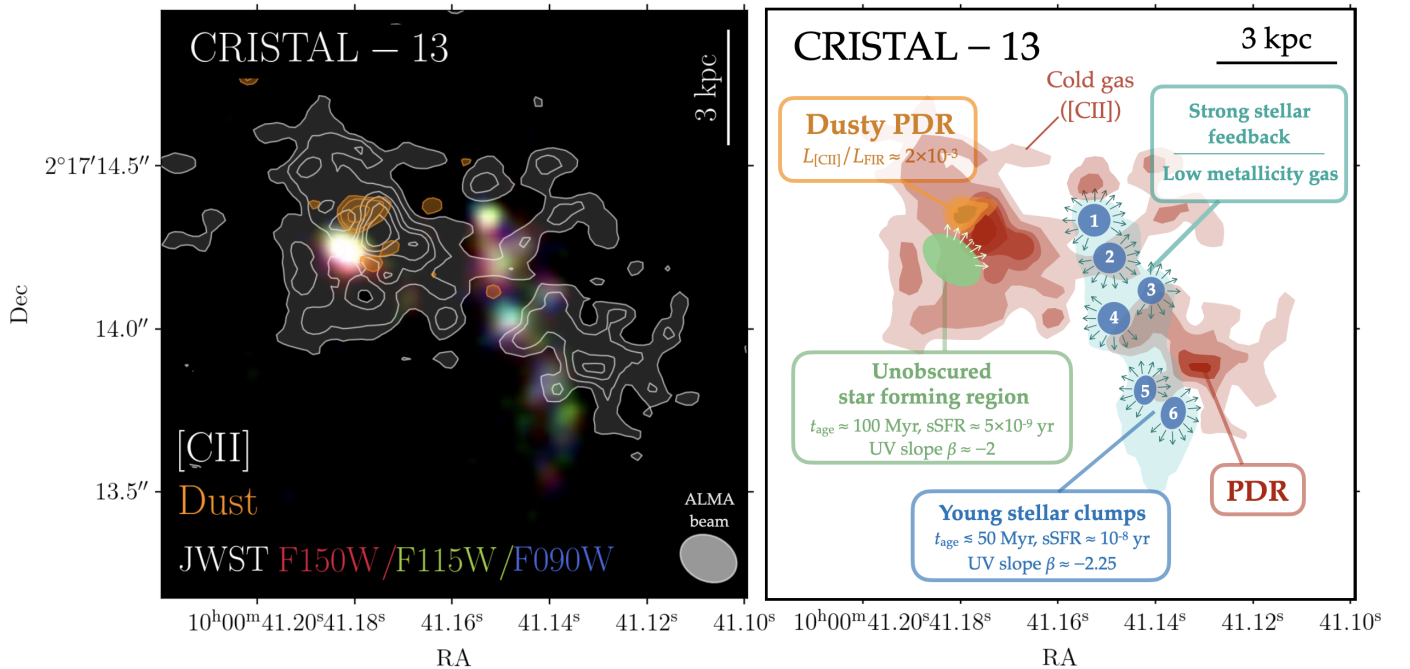 CRISTAL – 13
3 kpc
2°17′14.5″
14.0″
13.5″
Dec
[CII]
Dust
JWST F150W/F115W/F090W
ALMA
beam
10ʰ00ᵐ41.20ˢ 41.18ˢ 41.16ˢ 41.14ˢ 41.12ˢ 41.10ˢ
RA
CRISTAL – 13
3 kpc
Cold gas
([CII])
Dusty PDR
L[CII]/LFIR ≈ 2×10⁻³
Strong stellar
feedback
Low metallicity gas
1
2
3
4
5
6
Unobscured
star forming region
tage ≈ 100 Myr, sSFR ≈ 5×10⁻⁹ yr
UV slope β ≈ −2
PDR
Young stellar clumps
tage ≲ 50 Myr, sSFR ≈ 10⁻⁸ yr
UV slope β ≈ −2.25
10ʰ00ᵐ41.20ˢ 41.18ˢ 41.16ˢ 41.14ˢ 41.12ˢ 41.10ˢ
RA